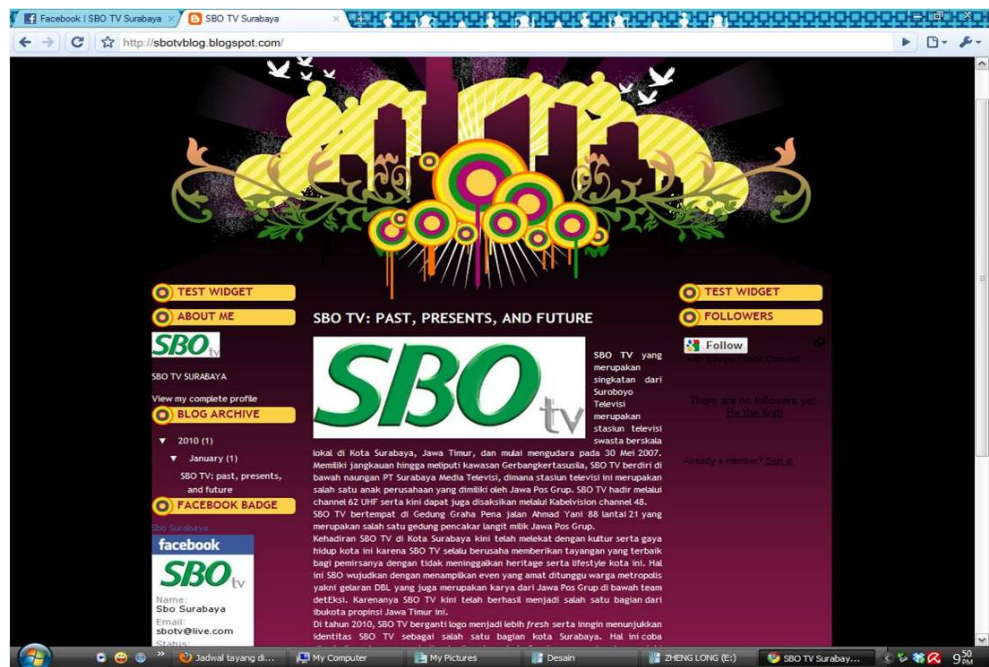 Facebook | SBO TV Surabaya
SBO TV Surabaya
http://sbotvblog.blogspot.com/
TEST WIDGET
ABOUT ME
SBO tv
SBO TV SURABAYA
View my complete profile
BLOG ARCHIVE
▼ 2010 (1)
▼ January (1)
SBO TV: past, presents,
and future
FACEBOOK BADGE
Sbo Surabaya
facebook
SBO tv
Name:
Sbo Surabaya
Email:
sbotv@live.com
Status:
SBO TV: PAST, PRESENTS, AND FUTURE
SBO tv
SBO TV yang
merupakan
singkatan dari
Suroboyo
Televisi
merupakan
stasiun televisi
swasta berskala
lokal di Kota Surabaya, Jawa Timur, dan mulai mengudara pada 30 Mei 2007.
Memiliki jangkauan hingga meliputi kawasan Gerbangkertasusila, SBO TV berdiri di
bawah naungan PT Surabaya Media Televisi, dimana stasiun televisi ini merupakan
salah satu anak perusahaan yang dimiliki oleh Jawa Pos Grup. SBO TV hadir melalui
channel 62 UHF serta kini dapat juga disaksikan melalui Kabelvision channel 48.
SBO TV bertempat di Gedung Graha Pena jalan Ahmad Yani 88 lantai 21 yang
merupakan salah satu gedung pencakar langit milik Jawa Pos Grup.
Kehadiran SBO TV di Kota Surabaya kini telah melekat dengan kultur serta gaya
hidup kota ini karena SBO TV selalu berusaha memberikan tayangan yang terbaik
bagi pemirsanya dengan tidak meninggalkan heritage serta lifestyle kota ini. Hal
ini SBO wujudkan dengan menampilkan even yang amat ditunggu warga metropolis
yakni gelaran DBL yang juga merupakan karya dari Jawa Pos Grup di bawah team
detEksi. Karenanya SBO TV kini telah berhasil menjadi salah satu bagian dari
ibukota propinsi Jawa Timur ini.
Di tahun 2010, SBO TV berganti logo menjadi lebih fresh serta inngin menunjukkan
identitas SBO TV sebagai salah satu bagian kota Surabaya. Hal ini coba
TEST WIDGET
FOLLOWERS
Follow
with Google Friend Connect
There are no followers yet.
Be the first!
Already a member? Sign in
Jadwal tayang di...
My Computer
My Pictures
Desain
ZHENG LONG (E:)
SBO TV Surabay...
9 50 PM